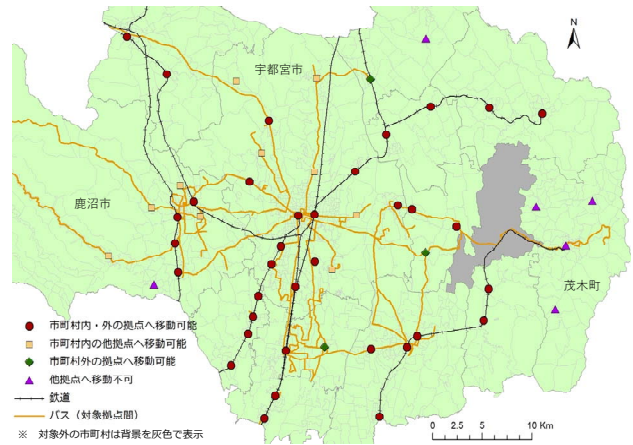 N
宇都宮市
鹿沼市
茂木町
市町村内・外の拠点へ移動可能
市町村内の他拠点へ移動可能
市町村外の拠点へ移動可能
他拠点へ移動不可
鉄道
バス（対象拠点間）
※ 対象外の市町村は背景を灰色で表示
2.5 5 10 Km